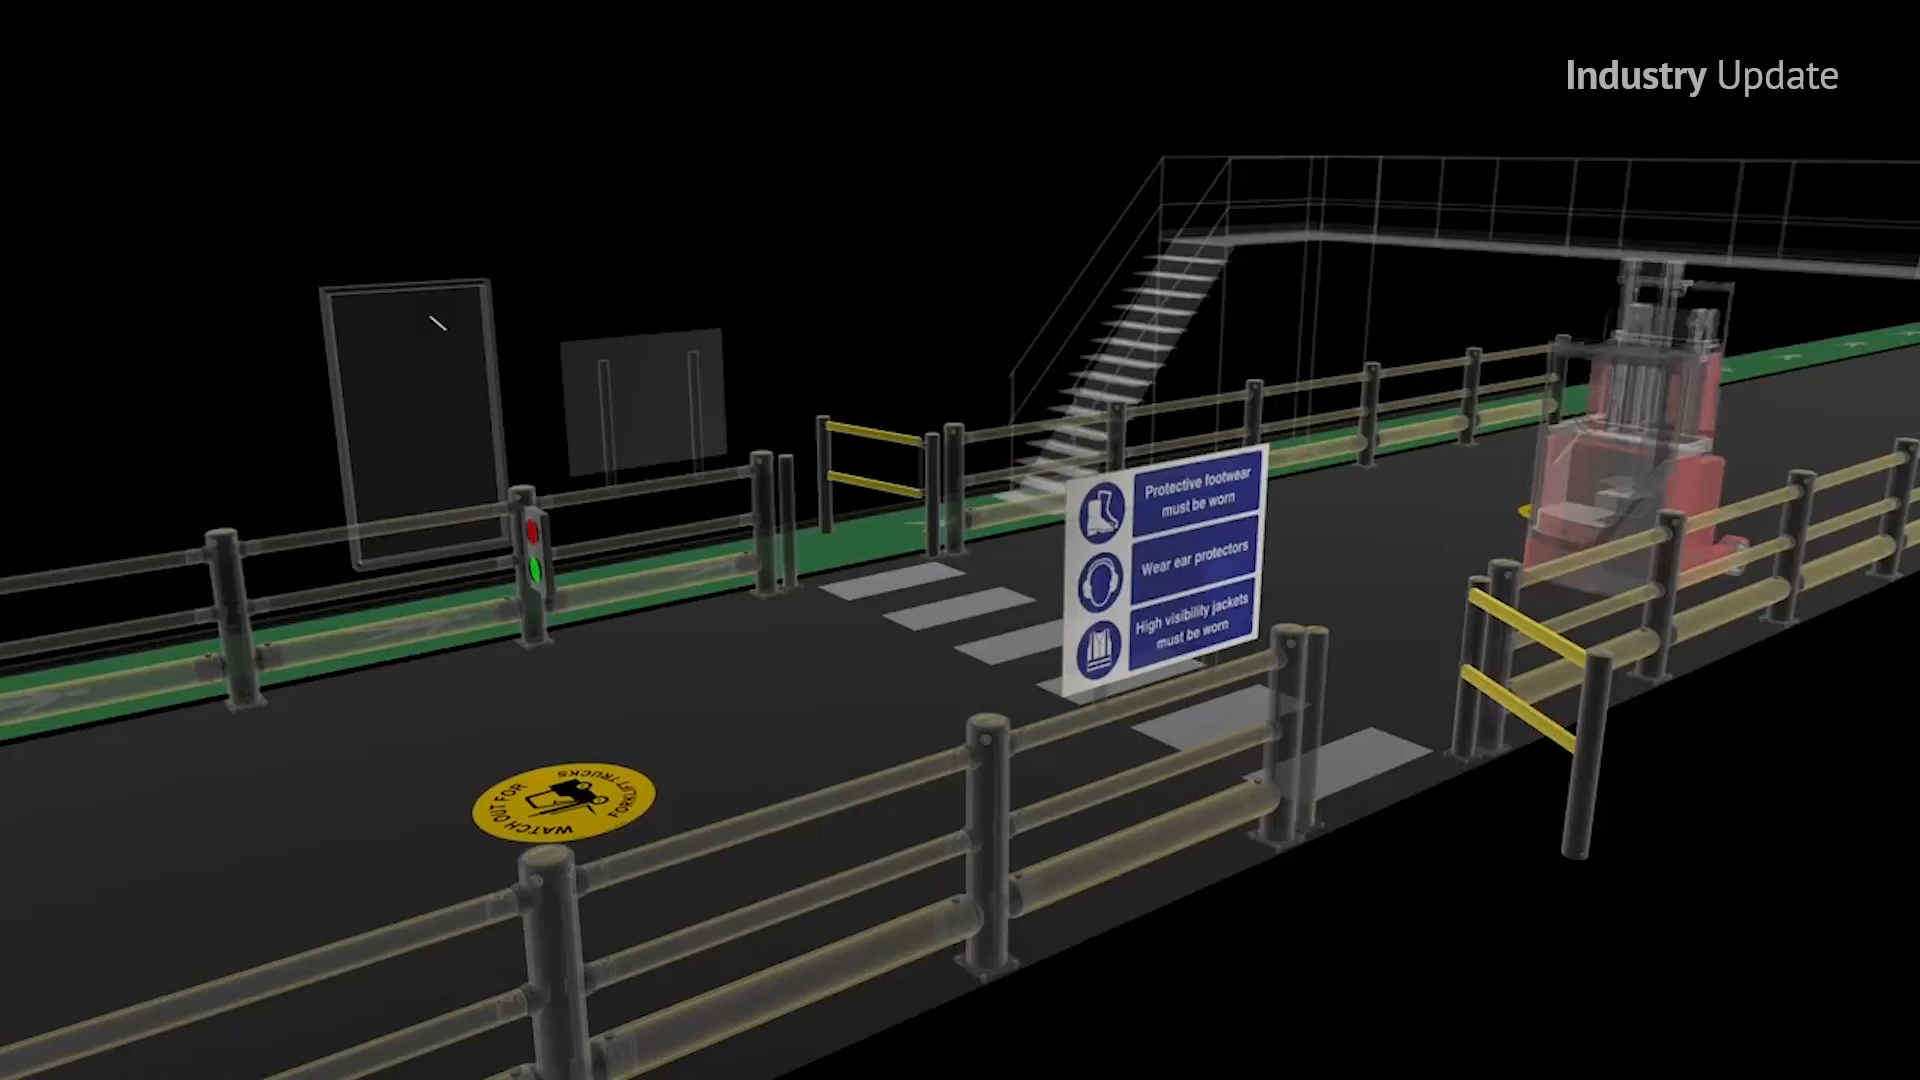 Industry Update
Protective footwear
must be worn
Wear ear protectors
High visibility jackets
must be worn
WATCH OUT FOR
FORKLIFT TRUCKS